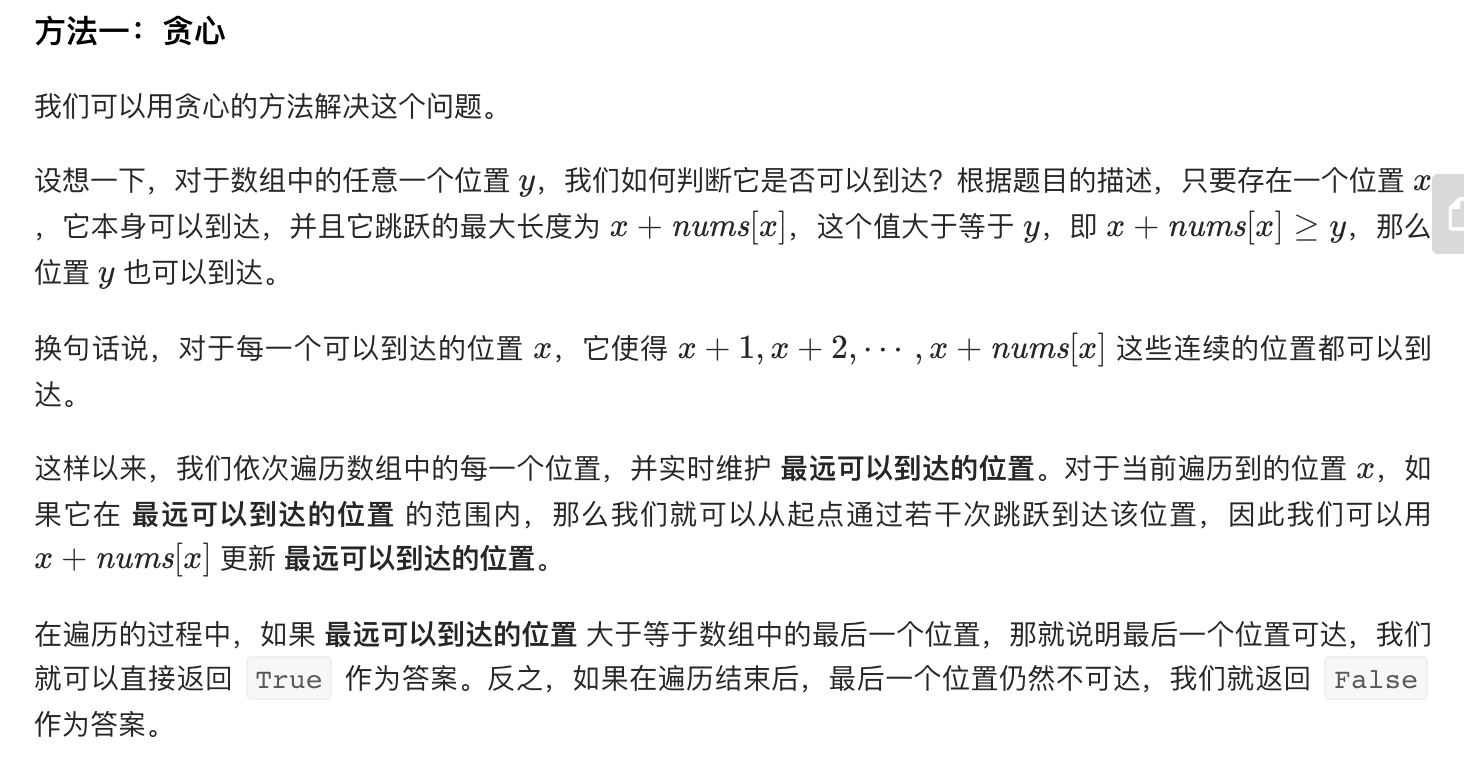 方法一：贪心
我们可以用贪心的方法解决这个问题。
设想一下，对于数组中的任意一个位置 y，我们如何判断它是否可以到达？根据题目的描述，只要存在一个位置 x
，它本身可以到达，并且它跳跃的最大长度为 x + nums[x]，这个值大于等于 y，即 x + nums[x] ≥ y，那么
位置 y 也可以到达。
换句话说，对于每一个可以到达的位置 x，它使得 x + 1, x + 2, ⋯ , x + nums[x] 这些连续的位置都可以到
达。
这样以来，我们依次遍历数组中的每一个位置，并实时维护 最远可以到达的位置。对于当前遍历到的位置 x，如
果它在 最远可以到达的位置 的范围内，那么我们就可以从起点通过若干次跳跃到达该位置，因此我们可以用
x + nums[x] 更新 最远可以到达的位置。
在遍历的过程中，如果 最远可以到达的位置 大于等于数组中的最后一个位置，那就说明最后一个位置可达，我们
就可以直接返回 True 作为答案。反之，如果在遍历结束后，最后一个位置仍然不可达，我们就返回 False
作为答案。